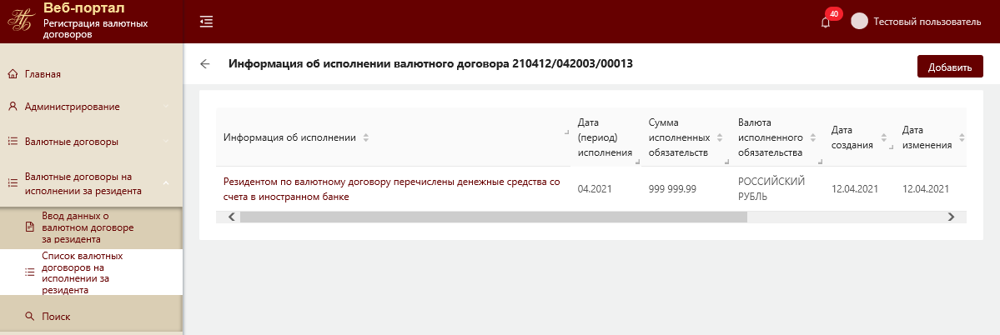 Веб-портал
Регистрация валютных
договоров
40
Тестовый пользователь
Главная
Администрирование
Валютные договоры
Валютные договоры на
исполнении за резидента
Ввод данных о
валютном договоре
за резидента
Список валютных
договоров на
исполнении за
резидента
Поиск
Информация об исполнении валютного договора 210412/042003/00013
Добавить
Информация об исполнении
Дата
(период)
исполнения
Сумма
исполненных
обязательств
Валюта
исполненного
обязательства
Дата
создания
Дата
изменения
Резидентом по валютному договору перечислены денежные средства со
счета в иностранном банке
04.2021
999 999.99
РОССИЙСКИЙ
РУБЛЬ
12.04.2021
12.04.2021